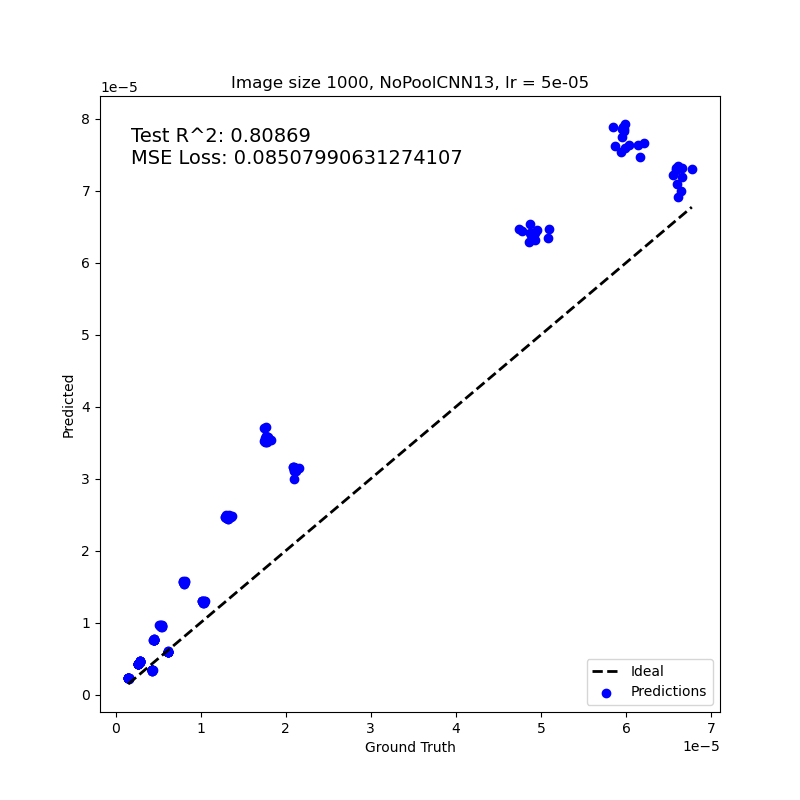 Image size 1000, NoPoolCNN13, lr = 5e-05
1e−5
Test R^2: 0.80869
MSE Loss: 0.08507990631274107
8
7
6
5
4
3
2
1
0
Predicted
Ideal
Predictions
0 1 2 3 4 5 6 7
Ground Truth
1e−5